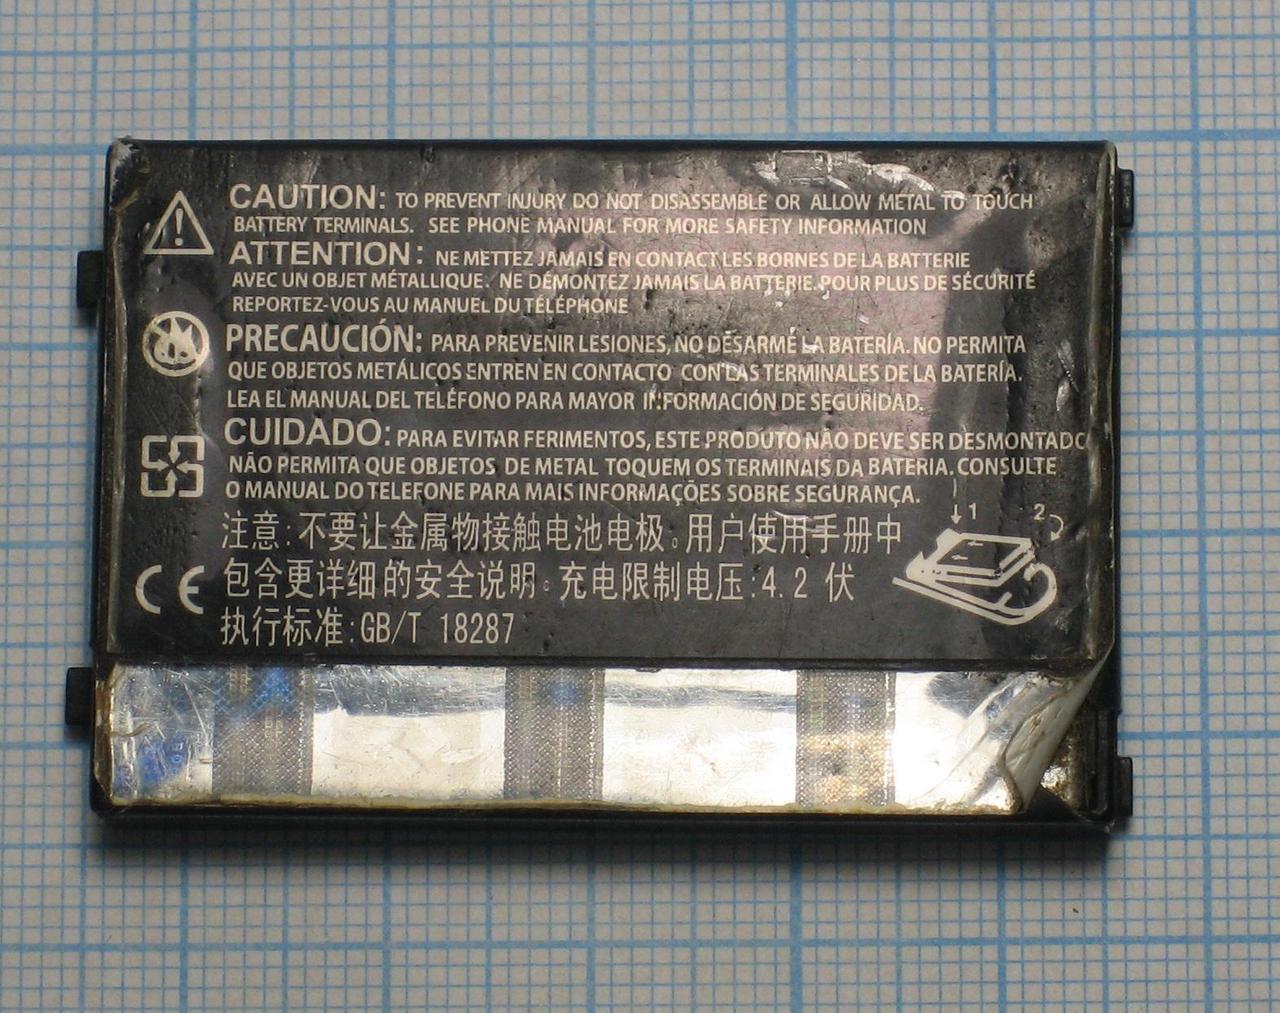 CAUTION: TO PREVENT INJURY DO NOT DISASSEMBLE OR ALLOW METAL TO TOUCH
BATTERY TERMINALS. SEE PHONE MANUAL FOR MORE SAFETY INFORMATION
ATTENTION: NE METTEZ JAMAIS EN CONTACT LES BORNES DE LA BATTERIE
AVEC UN OBJET MÉTALLIQUE. NE DÉMONTEZ JAMAIS LA BATTERIE. POUR PLUS DE SÉCURITÉ
REPORTEZ-VOUS AU MANUEL DU TÉLÉPHONE
PRECAUCIÓN: PARA PREVENIR LESIONES, NO DESARME LA BATERÍA. NO PERMITA
QUE OBJETOS METÁLICOS ENTREN EN CONTACTO CON LAS TERMINALES DE LA BATERÍA.
LEA EL MANUAL DEL TELÉFONO PARA MAYOR INFORMACIÓN DE SEGURIDAD.
CUIDADO: PARA EVITAR FERIMENTOS, ESTE PRODUTO NÃO DEVE SER DESMONTADO
NÃO PERMITA QUE OBJETOS DE METAL TOQUEM OS TERMINAIS DA BATERIA. CONSULTE
O MANUAL DO TELEFONE PARA MAIS INFORMAÇÕES SOBRE SEGURANÇA.
注意:不要让金属物接触电池电极。用户使用手册中
包含更详细的安全说明。充电限制电压:4.2 伏
执行标准:GB/T 18287
1 2
CE